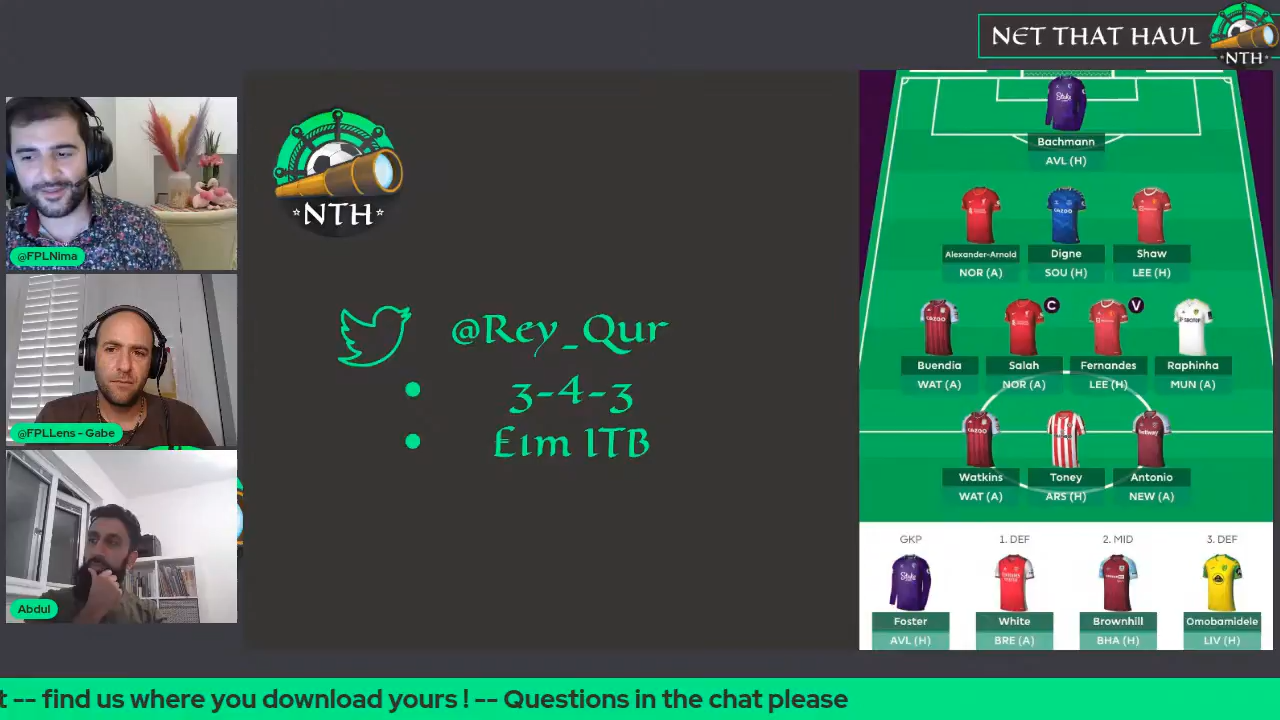 NET THAT HAUL
NTH
@FPLNima
@FPLLens - Gabe
Abdul
NTH
@Rey_Qur
3-4-3
£1m ITB
Bachmann
AVL (H)
Alexander-Arnold
NOR (A)
Digne
SOU (H)
Shaw
LEE (H)
Buendia
WAT (A)
C
Salah
NOR (A)
V
Fernandes
LEE (H)
Raphinha
MUN (A)
Watkins
WAT (A)
Toney
ARS (H)
Antonio
NEW (A)
GKP
Foster
AVL (H)
1. DEF
White
BRE (A)
2. MID
Brownhill
BHA (H)
3. DEF
Omobamidele
LIV (H)
t -- find us where you download yours ! -- Questions in the chat please